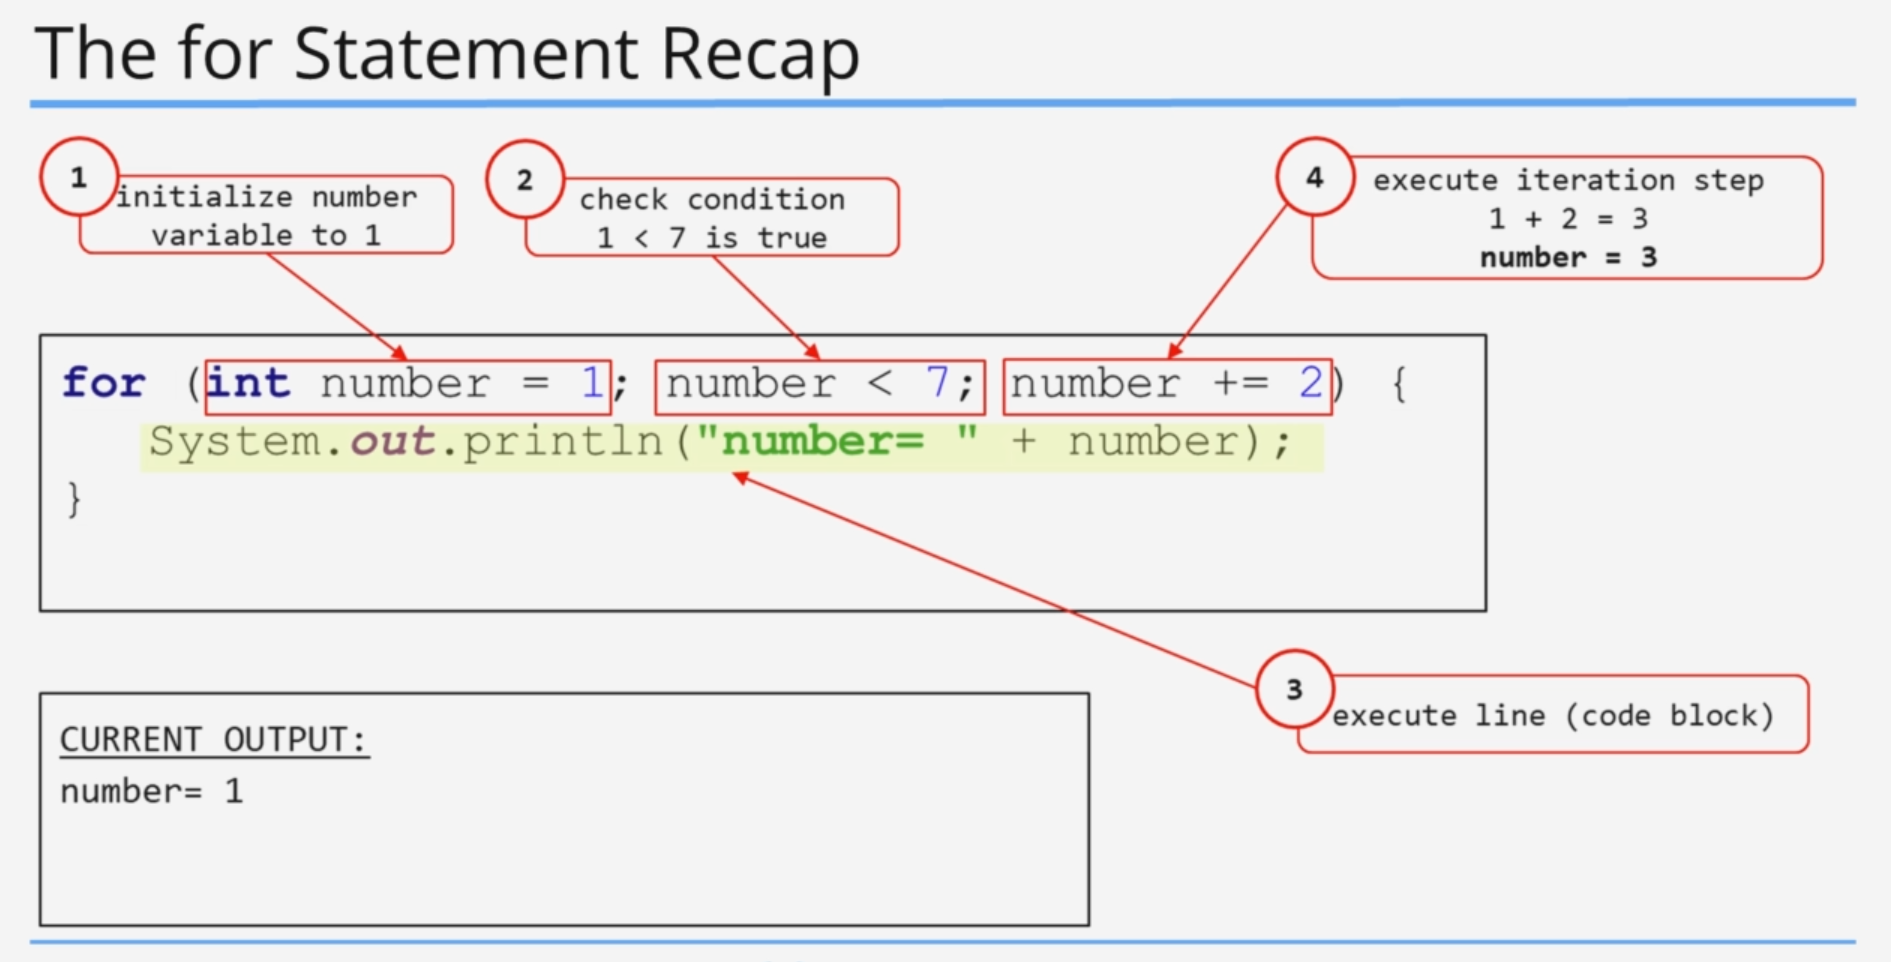 The for Statement Recap
1
initialize number
variable to 1
2
check condition
1 < 7 is true
4
execute iteration step
1 + 2 = 3
number = 3
for (int number = 1; number < 7; number += 2) {
System.out.println("number= " + number);
}
3
execute line (code block)
CURRENT OUTPUT:
number= 1